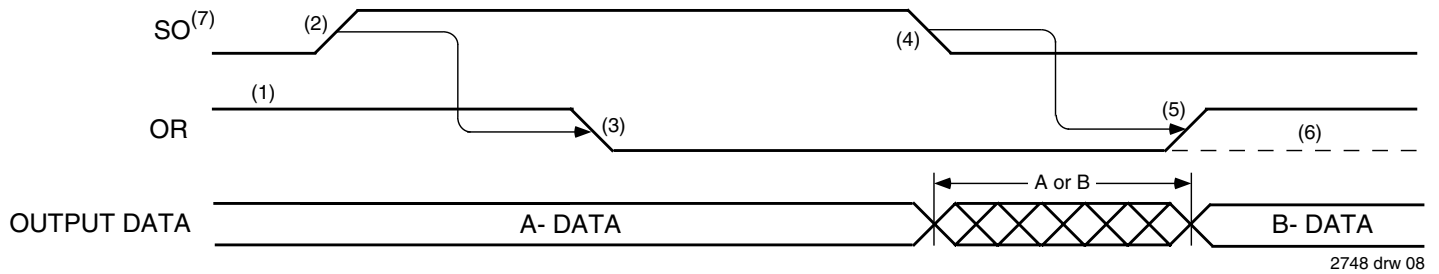 SO(7)
(2)
(4)
(1)
OR
(3)
(5)
(6)
A or B
OUTPUT DATA
A- DATA
B- DATA
2748 drw 08